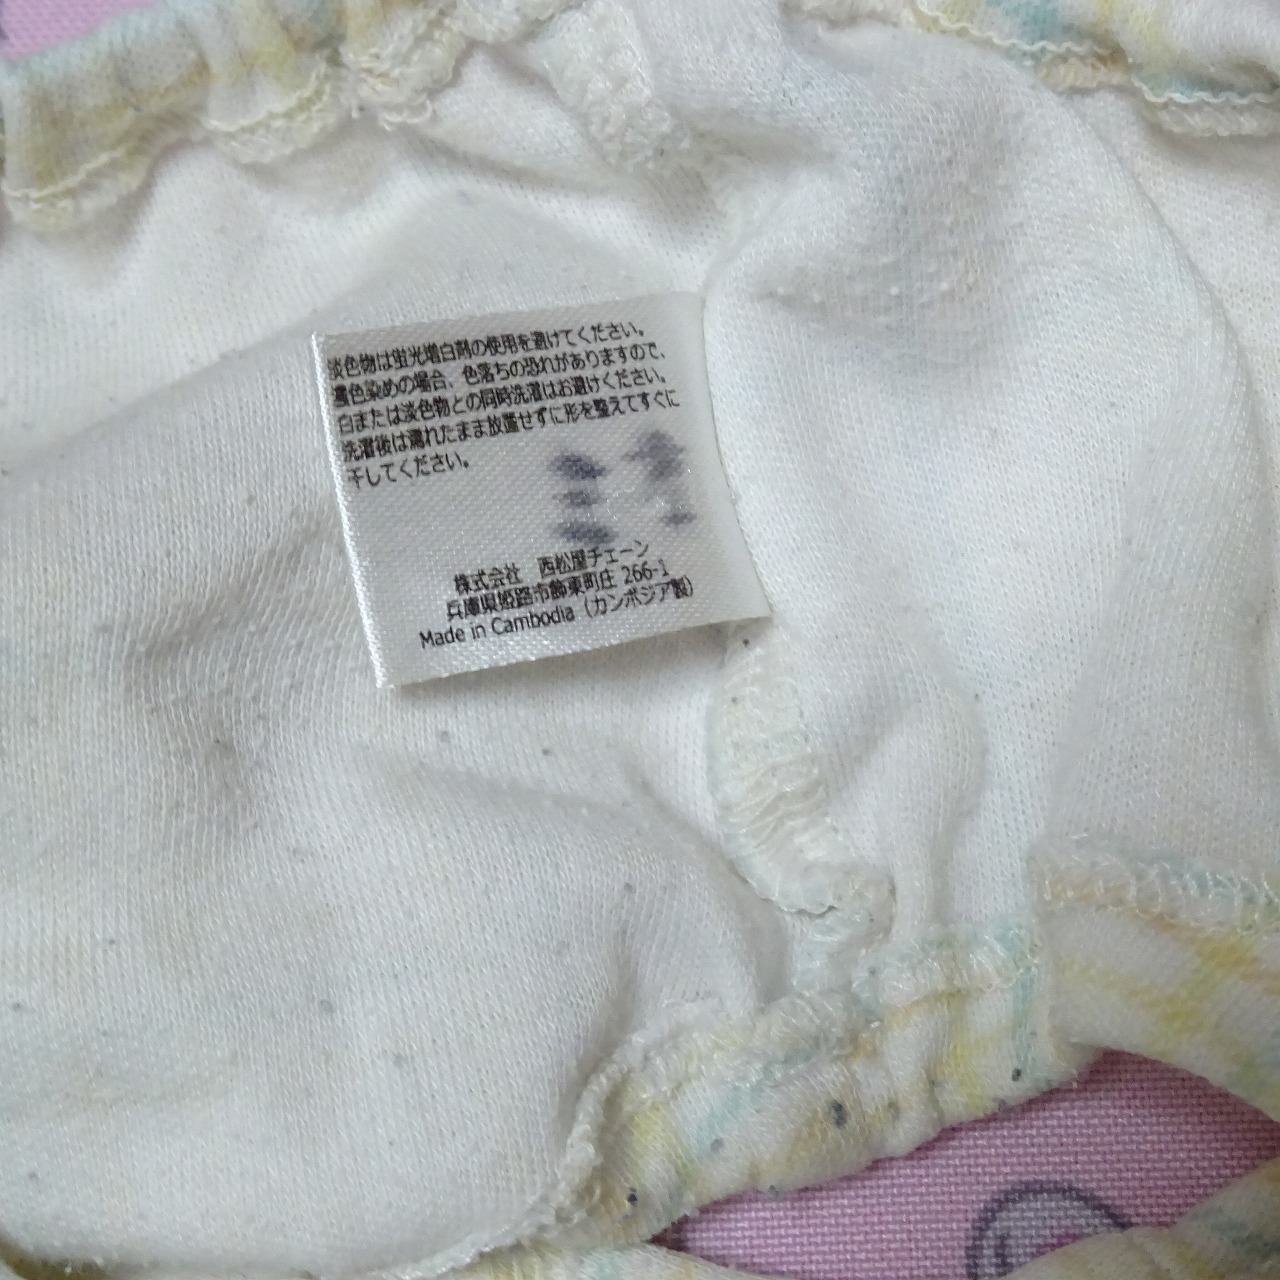 淡色物は蛍光増白剤の使用を避けてください。
濃色染めの場合、色落ちの恐れがありますので、
白または淡色物との同時洗濯はお避けください。
洗濯後は濡れたまま放置せずに形を整えてすぐに
干してください。
株式会社 西松屋チェーン
兵庫県姫路市飾東町庄 266-1
Made in Cambodia (カンボジア製)